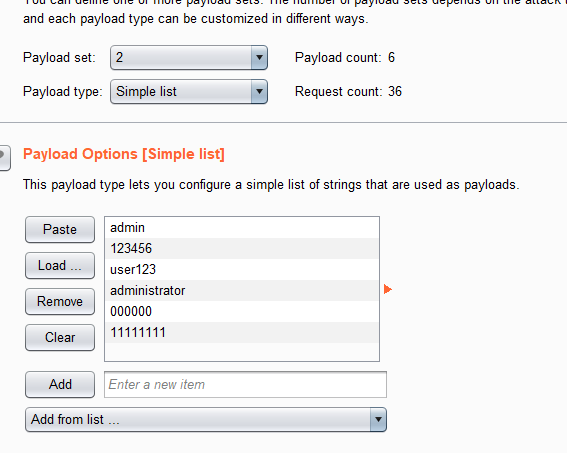 You can define one or more payload sets. The number of payload sets depends on the attack
and each payload type can be customized in different ways.
Payload set: 2 Payload count: 6
Payload type: Simple list Request count: 36
Payload Options [Simple list]
This payload type lets you configure a simple list of strings that are used as payloads.
Paste
Load ...
Remove
Clear
admin
123456
user123
administrator
000000
11111111
Add Enter a new item
Add from list ...